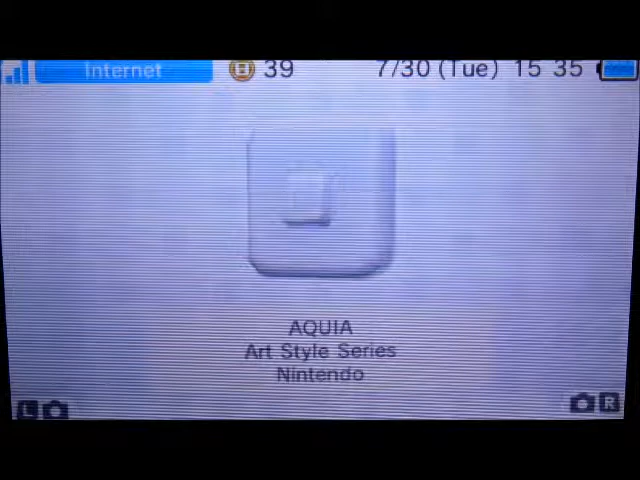 Internet 39 7/30 (Tue) 15 35
AQUIA
Art Style Series
Nintendo
L R